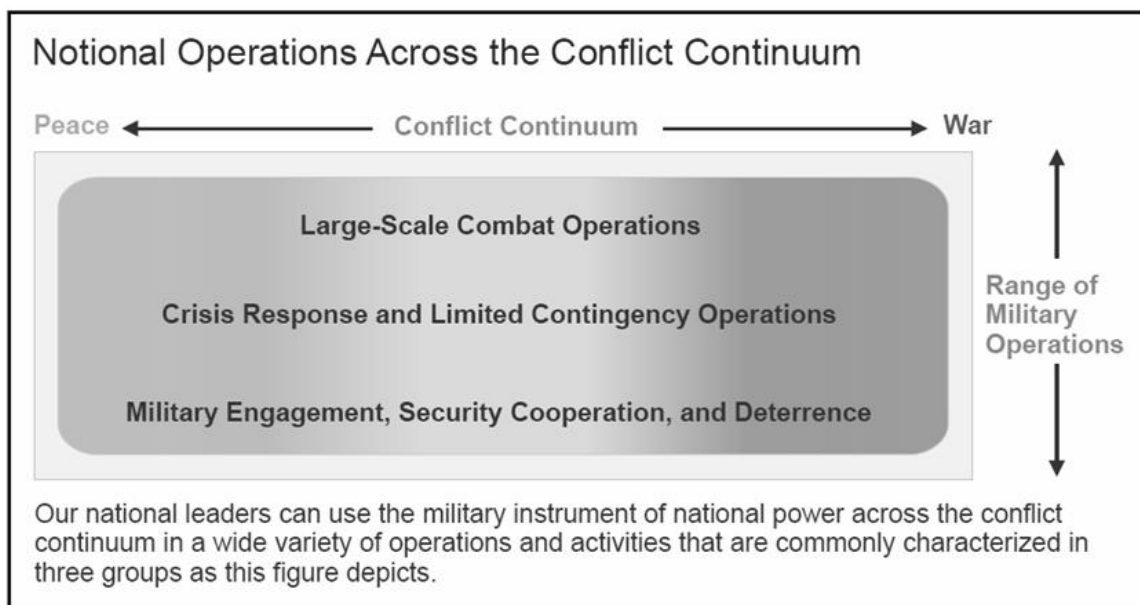 Notional Operations Across the Conflict Continuum
Peace
Conflict Continuum
War
Large-Scale Combat Operations
Crisis Response and Limited Contingency Operations
Military Engagement, Security Cooperation, and Deterrence
Range of
Military
Operations
Our national leaders can use the military instrument of national power across the conflict
continuum in a wide variety of operations and activities that are commonly characterized in
three groups as this figure depicts.